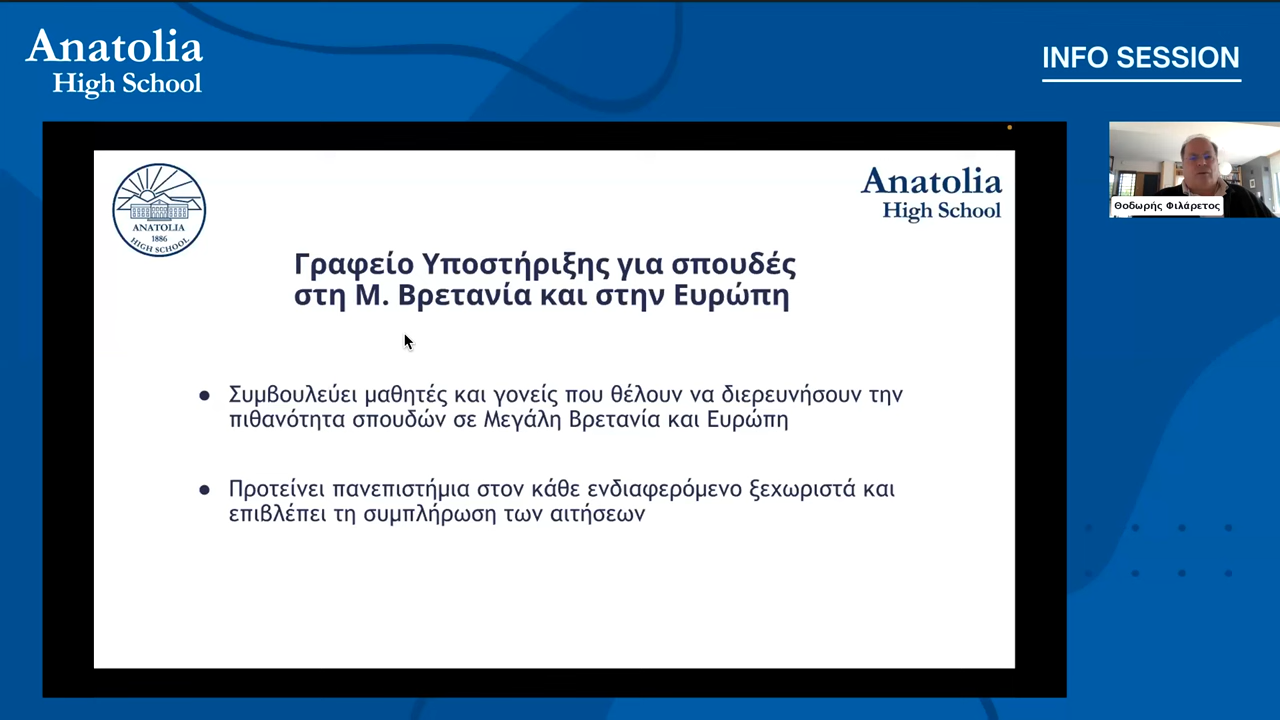 Anatolia
High School
INFO SESSION
ANATOLIA
1886
HIGH SCHOOL
Anatolia
High School
Γραφείο Υποστήριξης για σπουδές
στη Μ. Βρετανία και στην Ευρώπη
● Συμβουλεύει μαθητές και γονείς που θέλουν να διερευνήσουν την
πιθανότητα σπουδών σε Μεγάλη Βρετανία και Ευρώπη
● Προτείνει πανεπιστήμια στον κάθε ενδιαφερόμενο ξεχωριστά και
επιβλέπει τη συμπλήρωση των αιτήσεων
Θοδωρής Φιλάρετος